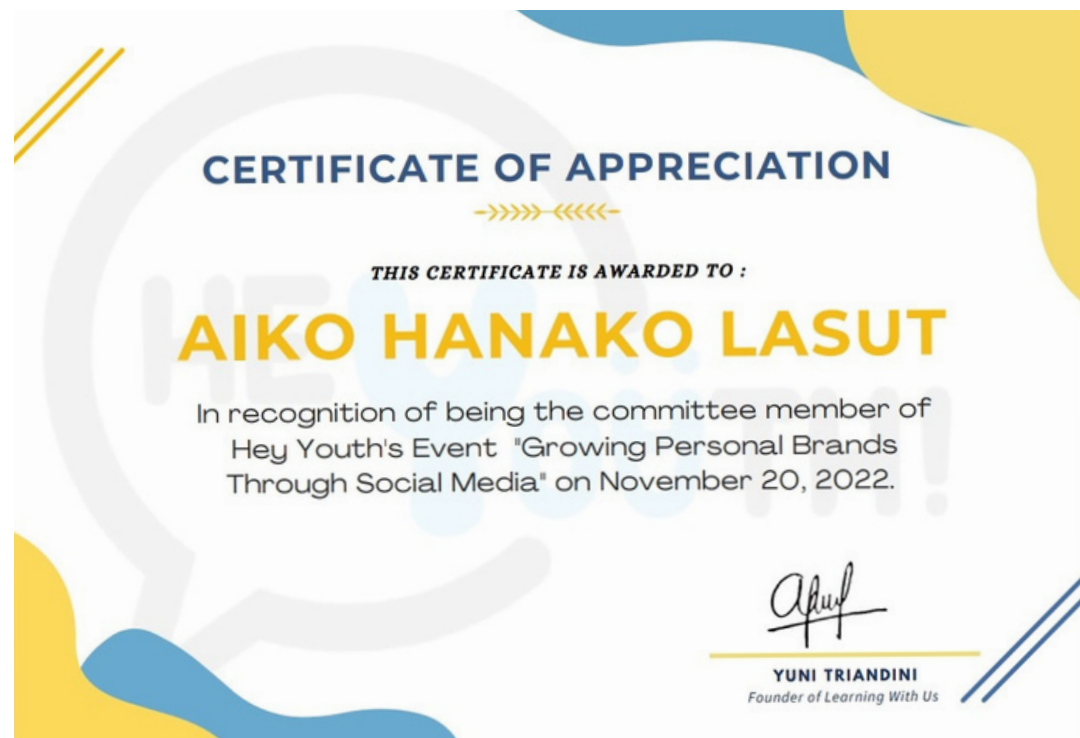 CERTIFICATE OF APPRECIATION
THIS CERTIFICATE IS AWARDED TO :
AIKO HANAKO LASUT
In recognition of being the committee member of
Hey Youth's Event "Growing Personal Brands
Through Social Media" on November 20, 2022.
HEY
YOUTH!
YUNI TRIANDINI
Founder of Learning With Us